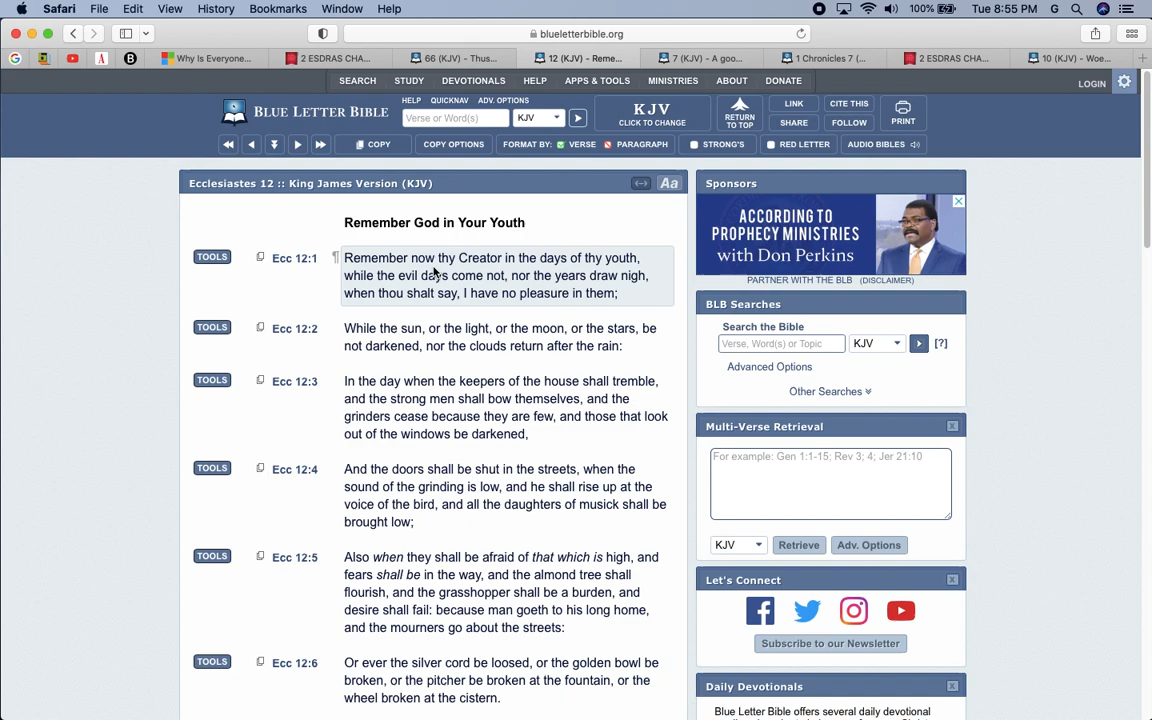 Safari File Edit View History Bookmarks Window Help 100% Tue 8:55 PM G
blueletterbible.org
Why Is Everyone... 2 ESDRAS CHA... 66 (KJV) - Thus... 12 (KJV) - Reme... 7 (KJV) - A goo... 1 Chronicles 7 (... 2 ESDRAS CHA... 10 (KJV) - Woe...
SEARCH STUDY DEVOTIONALS HELP APPS & TOOLS MINISTRIES ABOUT DONATE LOGIN
BLUE LETTER BIBLE
HELP QUICKNAV ADV. OPTIONS
Verse or Word(s) KJV
KJV
CLICK TO CHANGE
RETURN
TO TOP
LINK CITE THIS
SHARE FOLLOW
PRINT
COPY COPY OPTIONS FORMAT BY: VERSE PARAGRAPH STRONG'S RED LETTER AUDIO BIBLES
Ecclesiastes 12 :: King James Version (KJV) Aa
Remember God in Your Youth
TOOLS Ecc 12:1 ¶ Remember now thy Creator in the days of thy youth,
while the evil days come not, nor the years draw nigh,
when thou shalt say, I have no pleasure in them;
TOOLS Ecc 12:2 While the sun, or the light, or the moon, or the stars, be
not darkened, nor the clouds return after the rain:
TOOLS Ecc 12:3 In the day when the keepers of the house shall tremble,
and the strong men shall bow themselves, and the
grinders cease because they are few, and those that look
out of the windows be darkened,
TOOLS Ecc 12:4 And the doors shall be shut in the streets, when the
sound of the grinding is low, and he shall rise up at the
voice of the bird, and all the daughters of musick shall be
brought low;
TOOLS Ecc 12:5 Also when they shall be afraid of that which is high, and
fears shall be in the way, and the almond tree shall
flourish, and the grasshopper shall be a burden, and
desire shall fail: because man goeth to his long home,
and the mourners go about the streets:
TOOLS Ecc 12:6 Or ever the silver cord be loosed, or the golden bowl be
broken, or the pitcher be broken at the fountain, or the
wheel broken at the cistern.
Sponsors
ACCORDING TO
PROPHECY MINISTRIES
with Don Perkins
PARTNER WITH THE BLB (DISCLAIMER)
BLB Searches
Search the Bible
Verse, Word(s) or Topic KJV [?]
Advanced Options
Other Searches
Multi-Verse Retrieval
For example: Gen 1:1-15; Rev 3; 4; Jer 21:10
KJV Retrieve Adv. Options
Let's Connect
Subscribe to our Newsletter
Daily Devotionals
Blue Letter Bible offers several daily devotional